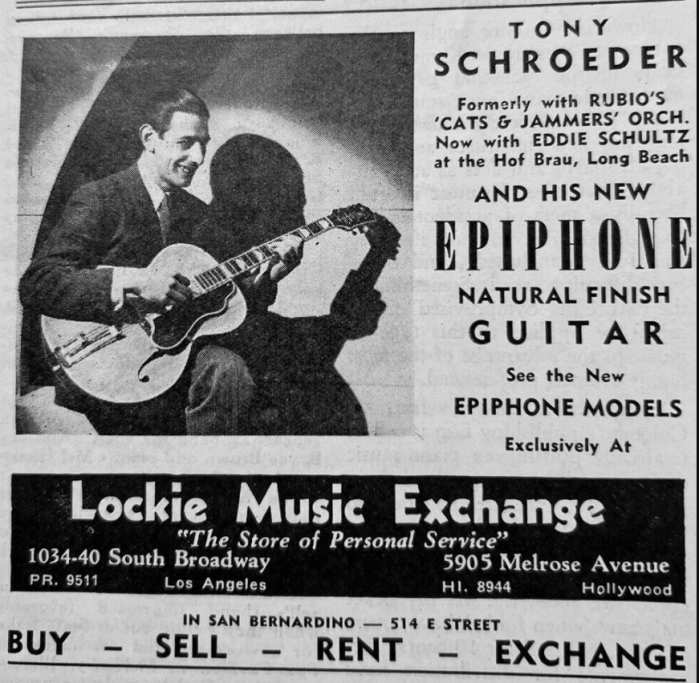 TONY
SCHROEDER
Formerly with RUBIO'S
'CATS & JAMMERS' ORCH.
Now with EDDIE SCHULTZ
at the Hof Brau, Long Beach
AND HIS NEW
EPIPHONE
NATURAL FINISH
GUITAR
See the New
EPIPHONE MODELS
Exclusively At
Lockie Music Exchange
"The Store of Personal Service"
1034-40 South Broadway
PR. 9511 Los Angeles
5905 Melrose Avenue
HI. 8944 Hollywood
IN SAN BERNARDINO — 514 E STREET
BUY — SELL — RENT — EXCHANGE